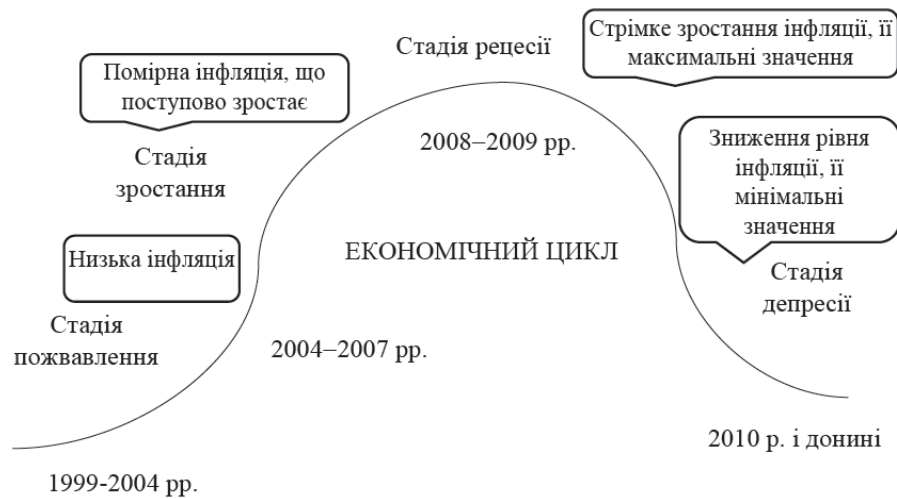 Стадія рецесії
Стрімке зростання інфляції, її
максимальні значення
Помірна інфляція, що
поступово зростає
2008–2009 рр.
Стадія
зростання
Зниження рівня
інфляції, її
мінімальні
значення
Низька інфляція
ЕКОНОМІЧНИЙ ЦИКЛ
Стадія
депресії
Стадія
пожвавлення
2004–2007 рр.
2010 р. і донині
1999-2004 рр.